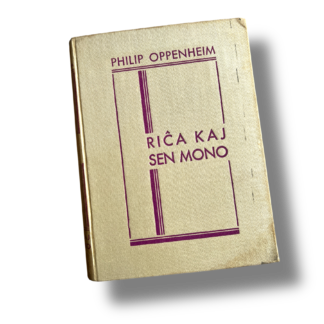 PHILIP OPPENHEIM
RIĈA KAJ
SEN MONO